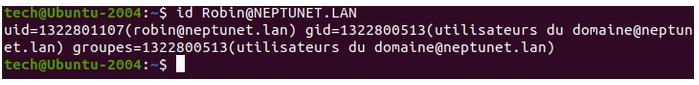 tech@Ubuntu-2004:~$ id Robin@NEPTUNET.LAN
uid=1322801107(robin@neptunet.lan) gid=1322800513(utilisateurs du domaine@neptun
et.lan) groupes=1322800513(utilisateurs du domaine@neptunet.lan)
tech@Ubuntu-2004:~$